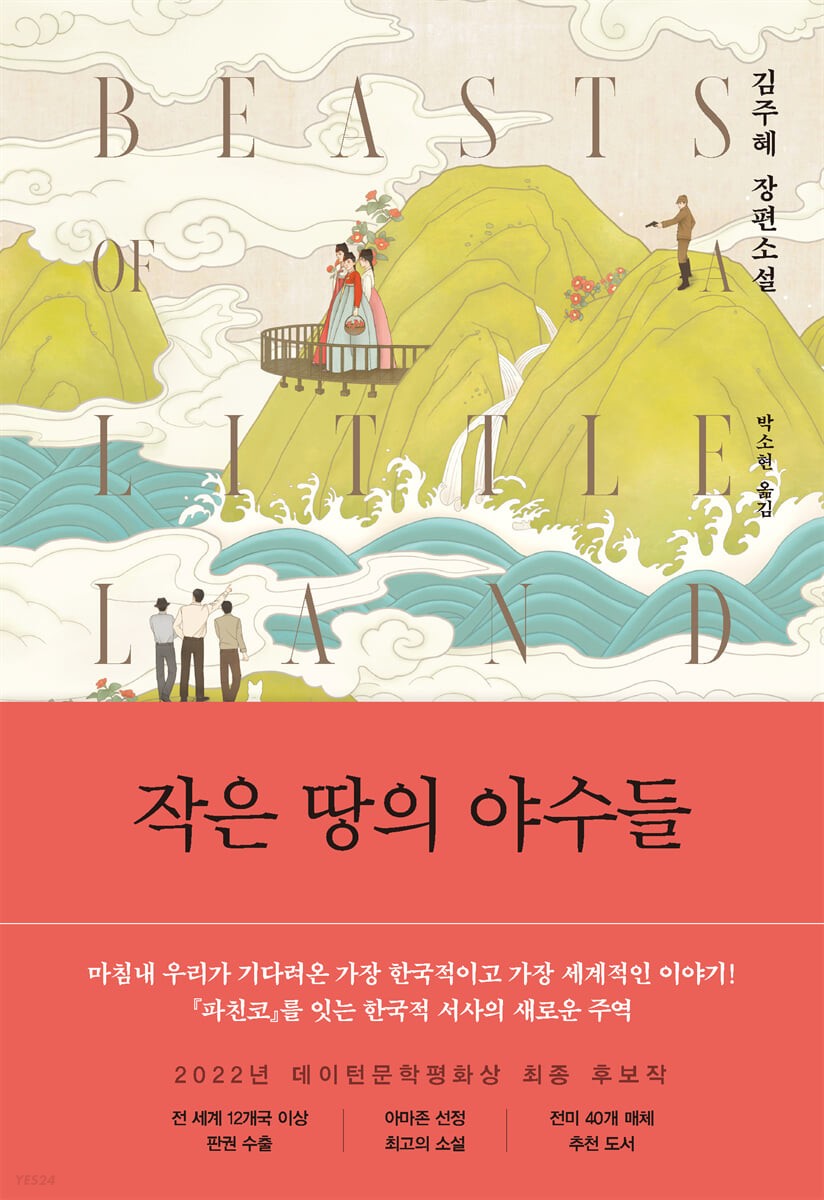 BEASTS
OF A
LITTLE
LAND
김주혜 장편소설
박소현 옮김
작은 땅의 야수들
마침내 우리가 기다려온 가장 한국적이고 가장 세계적인 이야기!
『파친코』를 잇는 한국적 서사의 새로운 주역
2022년 데이턴문학평화상 최종 후보작
전 세계 12개국 이상
판권 수출
아마존 선정
최고의 소설
전미 40개 매체
추천 도서
YES24